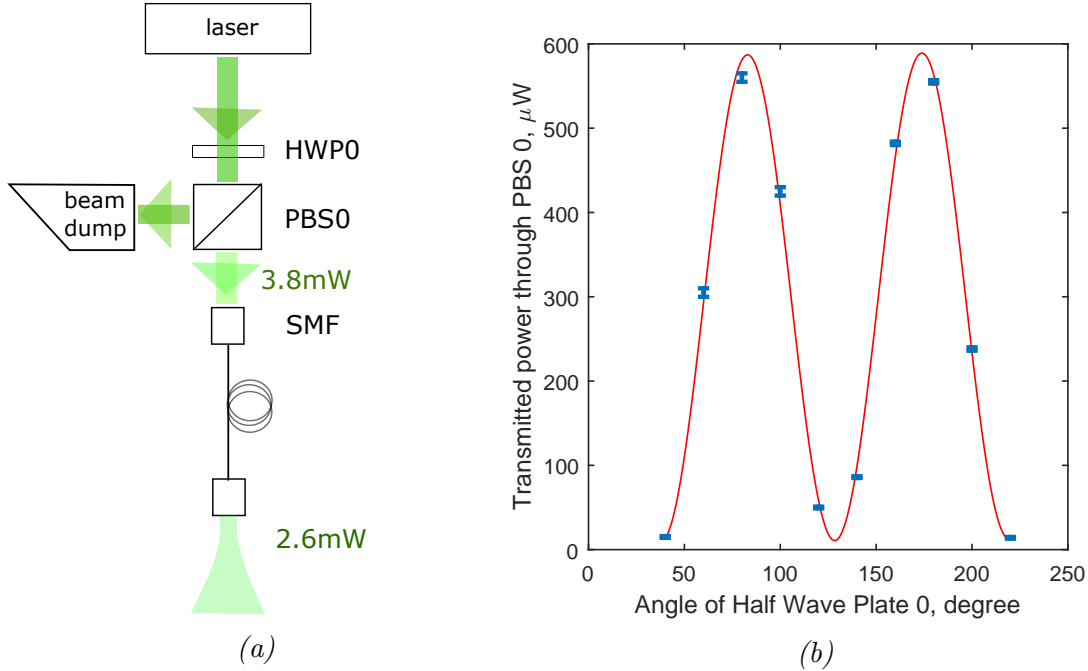 laser
HWP0
beam
dump
PBS0
3.8mW
SMF
2.6mW
(a)
Transmitted power through PBS 0, μW
600
500
400
300
200
100
0
0
50
100
150
200
250
Angle of Half Wave Plate 0, degree
(b)